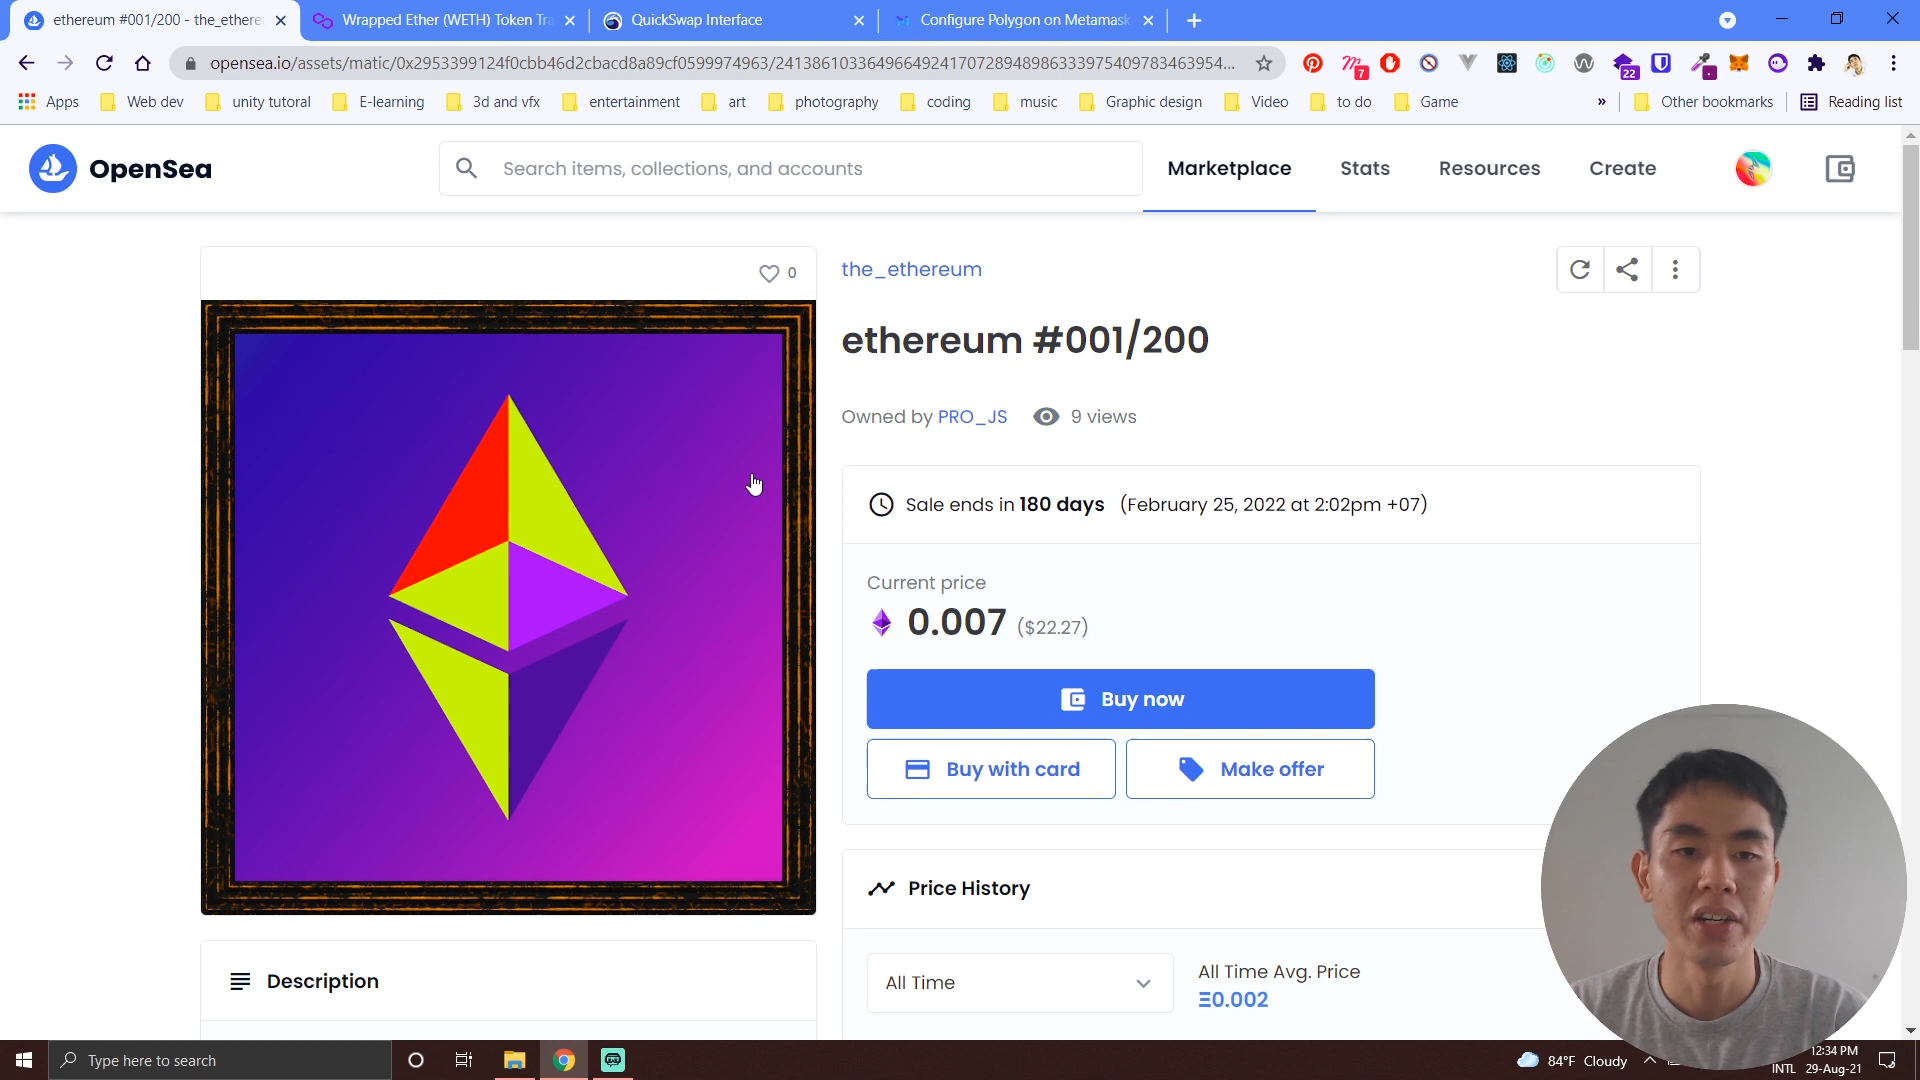 ethereum #001/200 - the_ethere
Wrapped Ether (WETH) Token Tra
QuickSwap Interface
Configure Polygon on Metamask
opensea.io/assets/matic/0x2953399124f0cbb46d2cbacd8a89cf0599974963/2413861033649664924170728948986333975409783463954...
7
22
Apps
Web dev
unity tutorial
E-learning
3d and vfx
entertainment
art
photography
coding
music
Graphic design
Video
to do
Game
»
Other bookmarks
Reading list
OpenSea
Search items, collections, and accounts
Marketplace
Stats
Resources
Create
0
the_ethereum
ethereum #001/200
Owned by PRO_JS
9 views
Sale ends in 180 days (February 25, 2022 at 2:02pm +07)
Current price
0.007 ($22.27)
Buy now
Buy with card
Make offer
Price History
All Time
All Time Avg. Price
Ξ0.002
Description
Type here to search
84°F Cloudy
INTL
12:34 PM
29-Aug-21